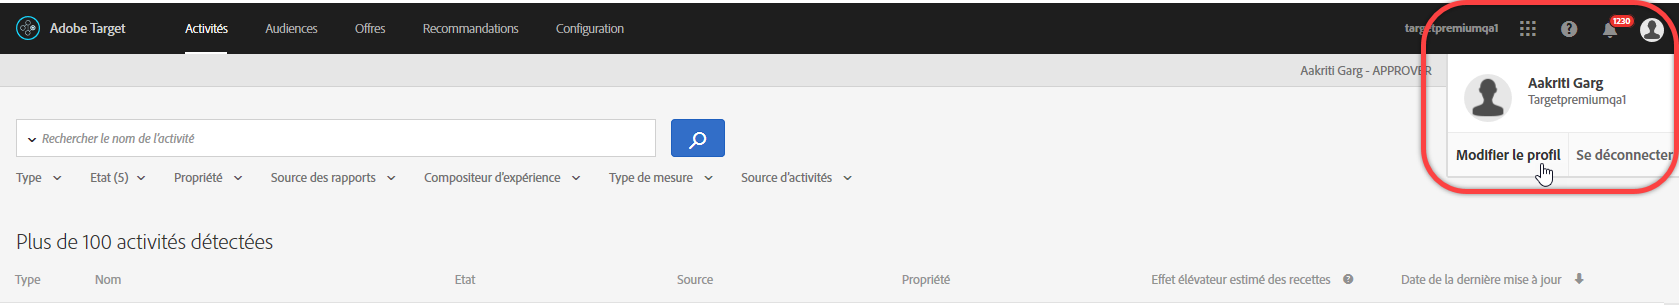 Adobe Target Activités Audiences Offres Recommandations Configuration targetpremiumqa1 1230
Aakriti Garg - APPROVER
Aakriti Garg
Targetpremiumqa1
Modifier le profil Se déconnecter
Rechercher le nom de l'activité
Type Etat (5) Propriété Source des rapports Compositeur d'expérience Type de mesure Source d'activités
Plus de 100 activités détectées
Type Nom Etat Source Propriété Effet élévateur estimé des recettes ? Date de la dernière mise à jour